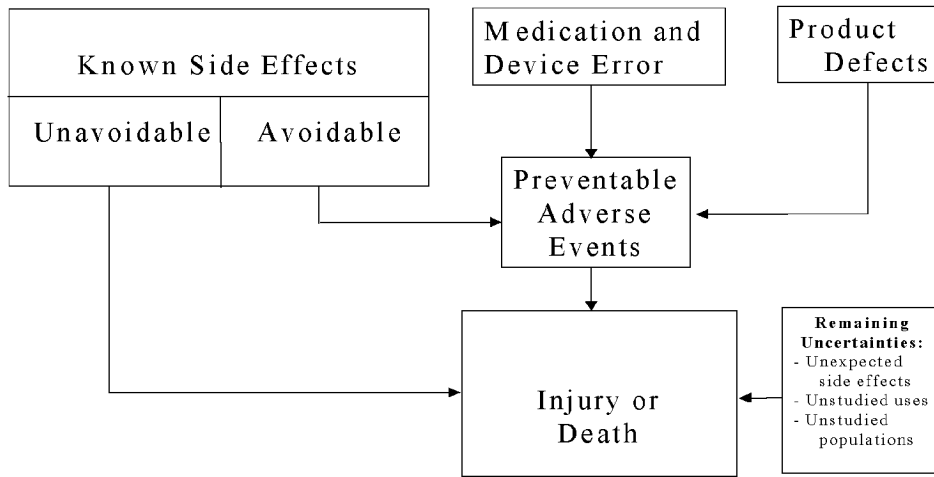 Known Side Effects
Unavoidable
Avoidable
Medication and
Device Error
Product
Defects
Preventable
Adverse
Events
Injury or
Death
Remaining
Uncertainties:
- Unexpected
side effects
- Unstudied uses
- Unstudied
populations